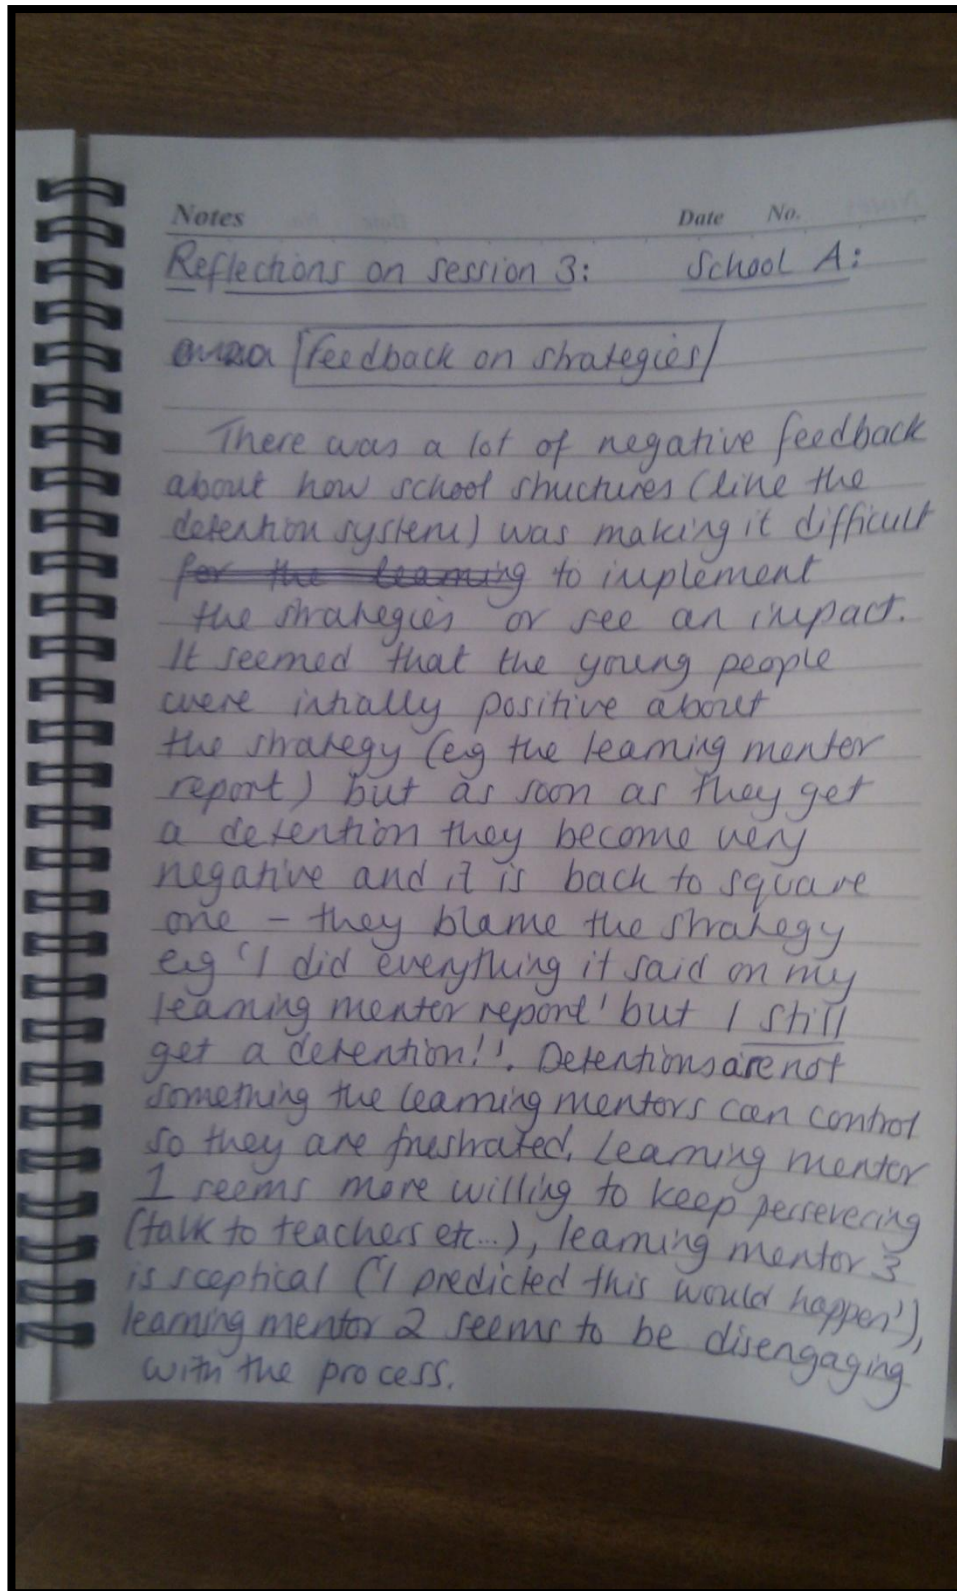 Notes Date No.
Reflections on session 3: School A:
feedback on strategies
There was a lot of negative feedback
about how school structures (like the
detention system) was making it difficult
for the learning to implement
the strategies or see an impact.
It seemed that the young people
were intially positive about
the strategy (eg the learning mentor
report) but as soon as they get
a detention they become very
negative and it is back to square
one – they blame the strategy
eg 'I did everything it said on my
learning mentor report' but I still
get a detention!!'. Detentions are not
something the learning mentors can control
so they are frustrated. Learning mentor
1 seems more willing to keep persevering
(talk to teachers etc...), learning mentor 3
is sceptical ('I predicted this would happen'),
learning mentor 2 seems to be disengaging
with the process.